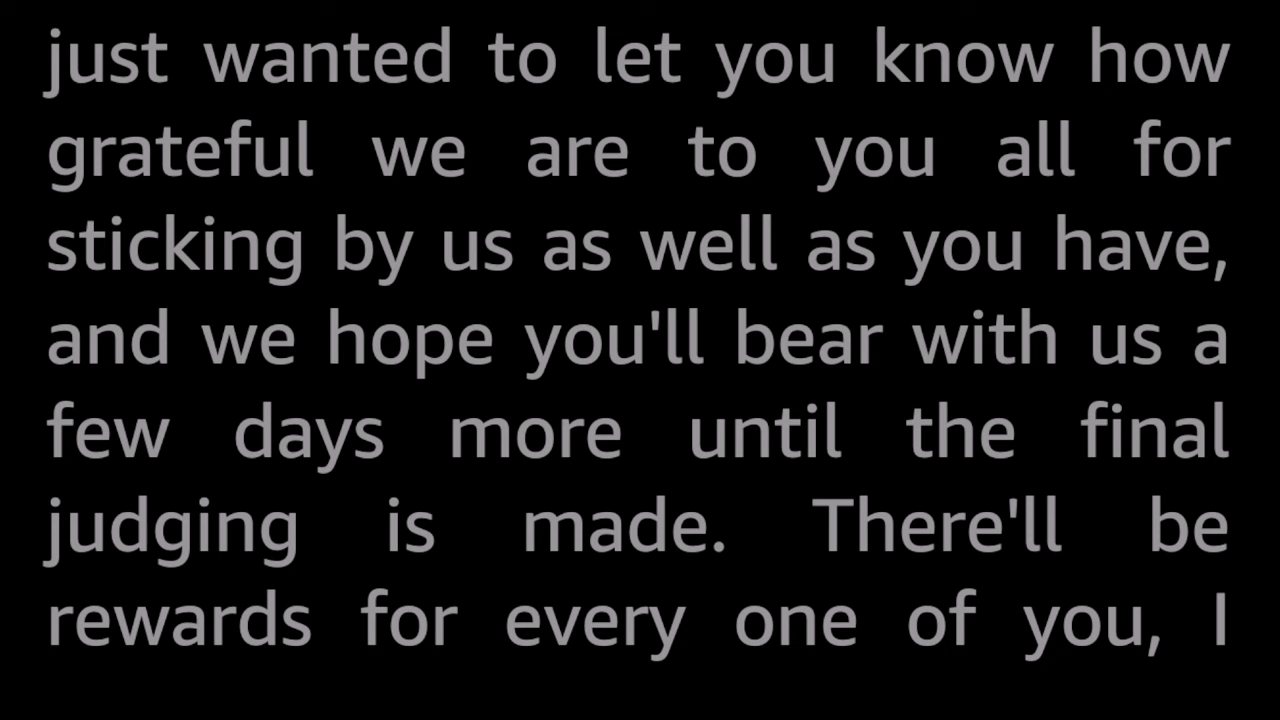 just wanted to let you know how
grateful we are to you all for
sticking by us as well as you have,
and we hope you'll bear with us a
few days more until the final
judging is made. There'll be
rewards for every one of you, I